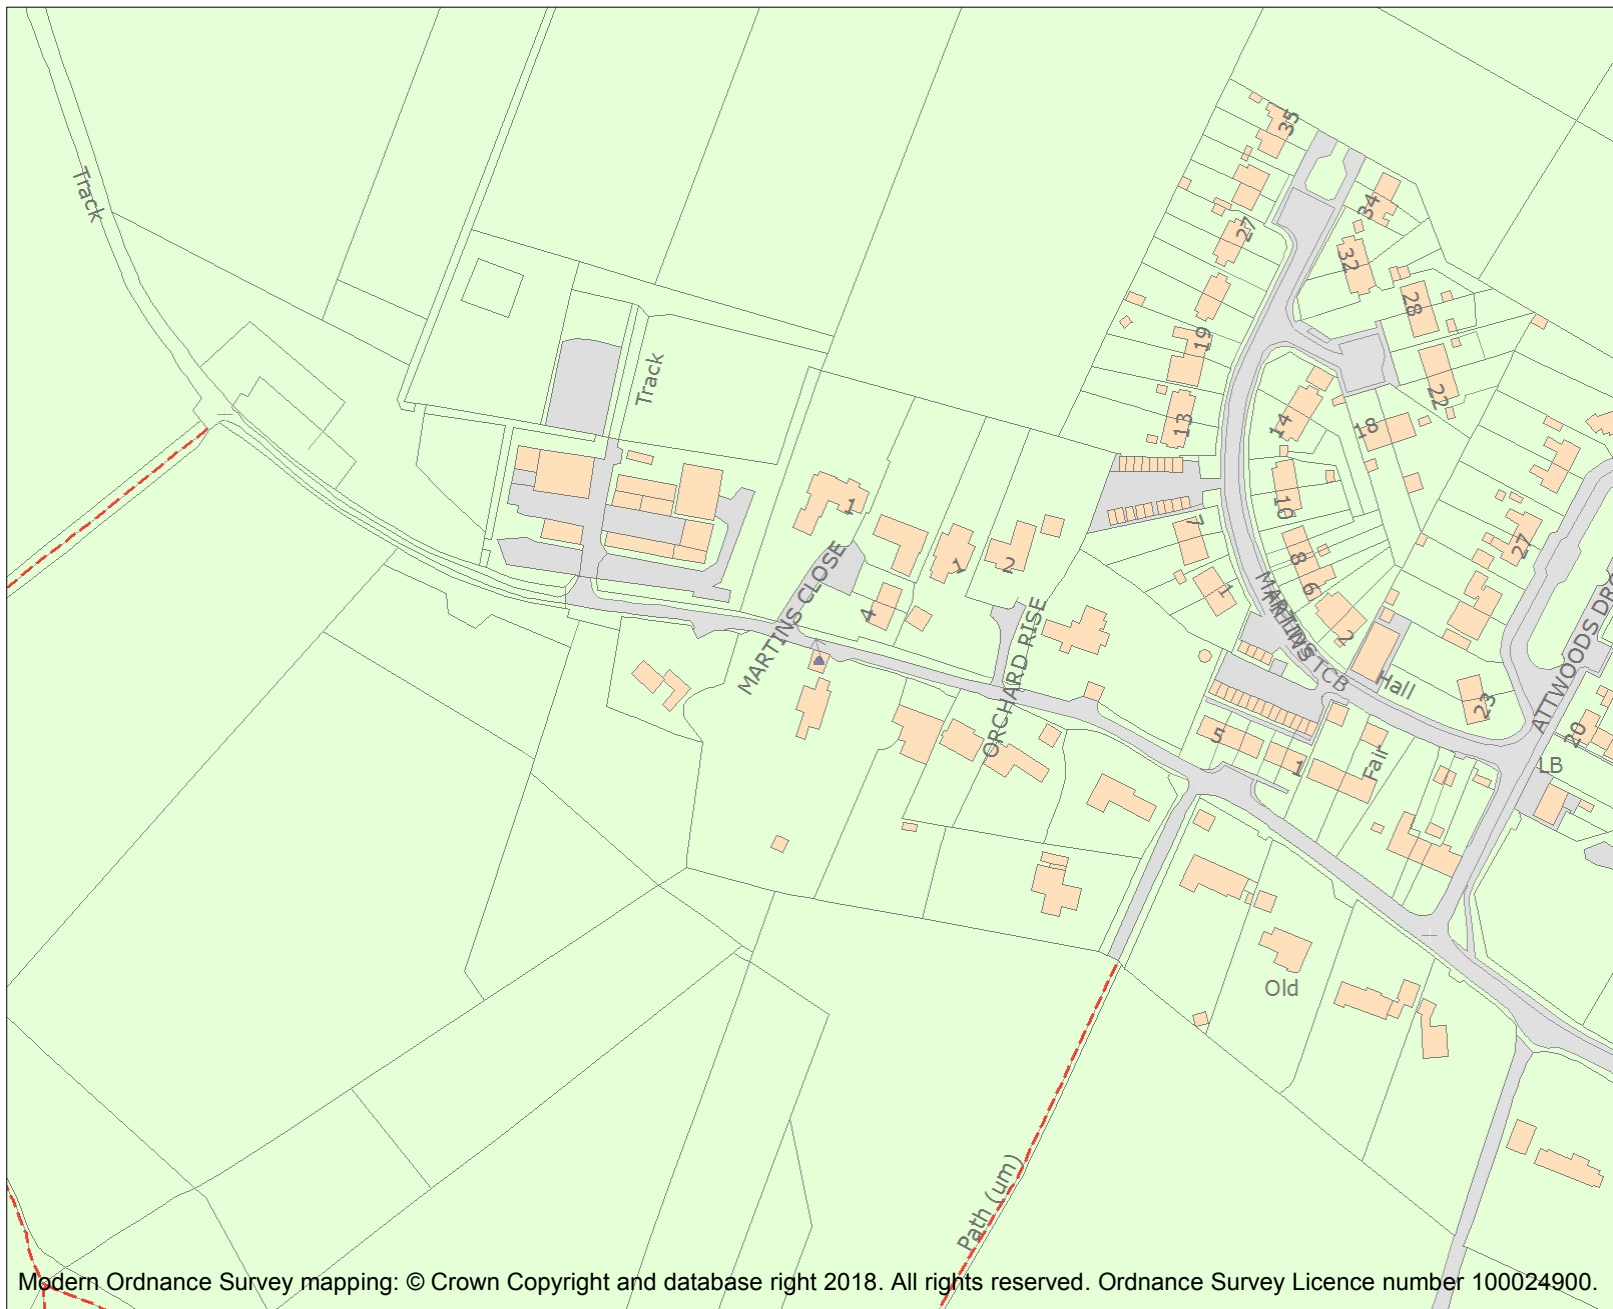 35
Track
34
27
32
28
19
Track
22
13
14
18
1
10
7
27
MARTINS CLOSE
1
2
8
6
1
4
2
ORCHARD RISE
MARTINS
TCB
Hall
ATTWOODS DR
23
20
5
1
Fair
LB
Old
Path (um)
Modern Ordnance Survey mapping: © Crown Copyright and database right 2018. All rights reserved. Ordnance Survey Licence number 100024900.